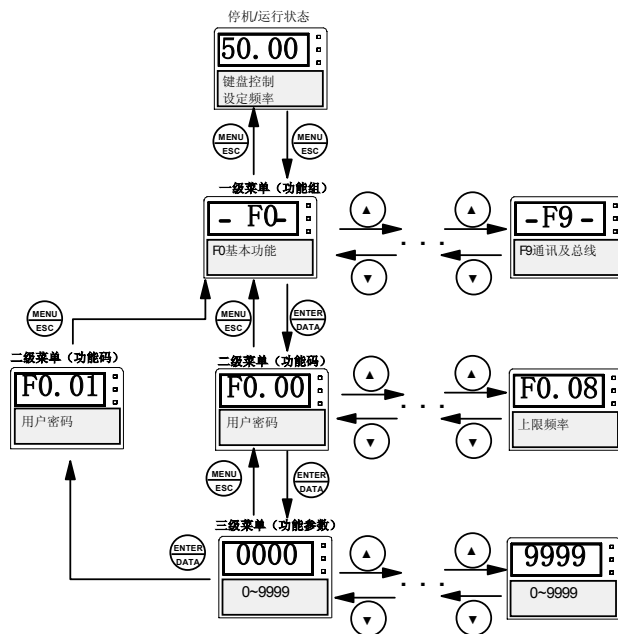 停机/运行状态
50.00
键盘控制
设定频率
MENU
ESC
MENU
ESC
一级菜单（功能组）
- F0-
F0基本功能
▲
▼
. . .
▲
▼
-F9 -
F9通讯及总线
MENU
ESC
MENU
ESC
ENTER
DATA
二级菜单（功能码）
F0.01
用户密码
二级菜单（功能码）
F0.00
用户密码
▲
▼
. . .
▲
▼
F0.08
上限频率
MENU
ESC
ENTER
DATA
三级菜单（功能参数）
ENTER
DATA
0000
0~9999
▲
▼
. . .
▲
▼
9999
0~9999